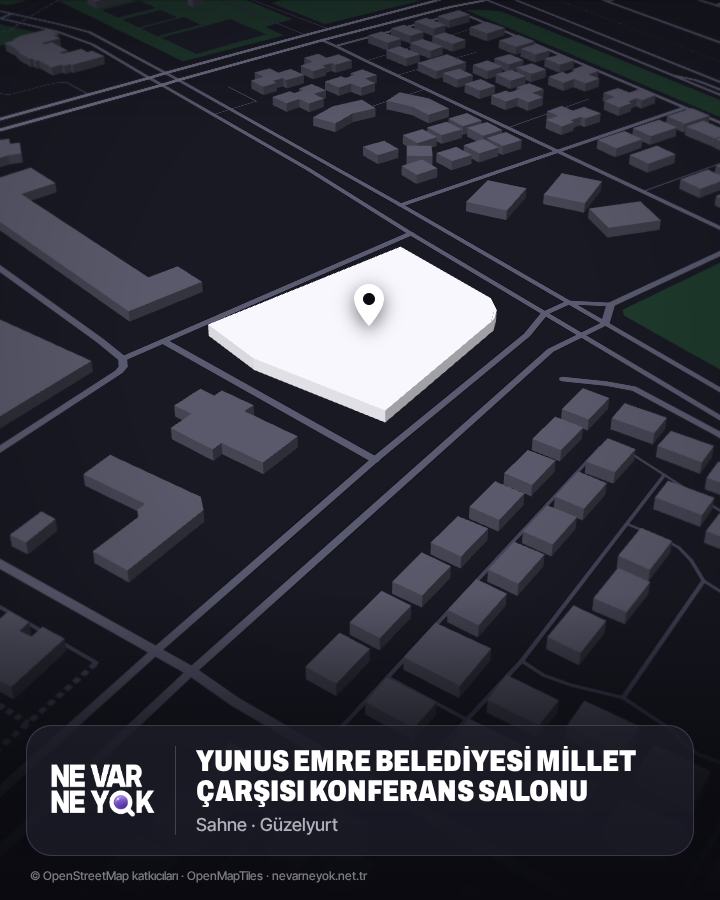 NE VAR
NE YOK
YUNUS EMRE BELEDİYESİ MİLLET
ÇARŞISI KONFERANS SALONU
Sahne · Güzelyurt
© OpenStreetMap katkıcıları · OpenMapTiles · nevarneyok.net.tr